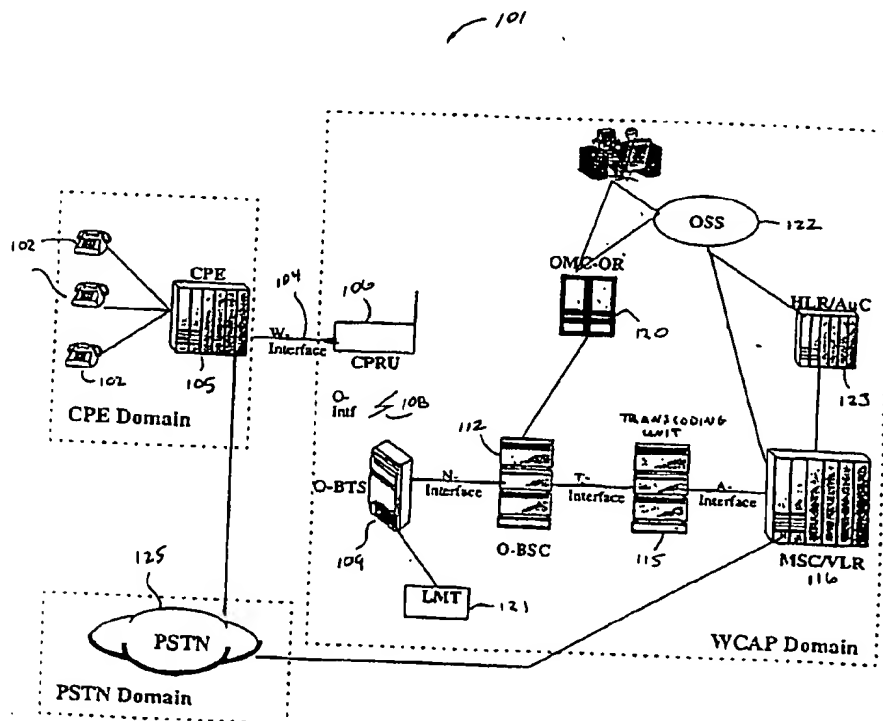 101
OSS
122
102
CPE
104
106
OMC-OR
HLR/AuC
W-
Interface
120
CPRU
102
105
123
CPE Domain
O-
Intf
108
112
TRANSCODING
UNIT
O-BTS
N-
Interface
T-
Interface
A-
Interface
O-BSC
109
115
MSC/VLR
116
125
LMT
121
PSTN
WCAP Domain
PSTN Domain